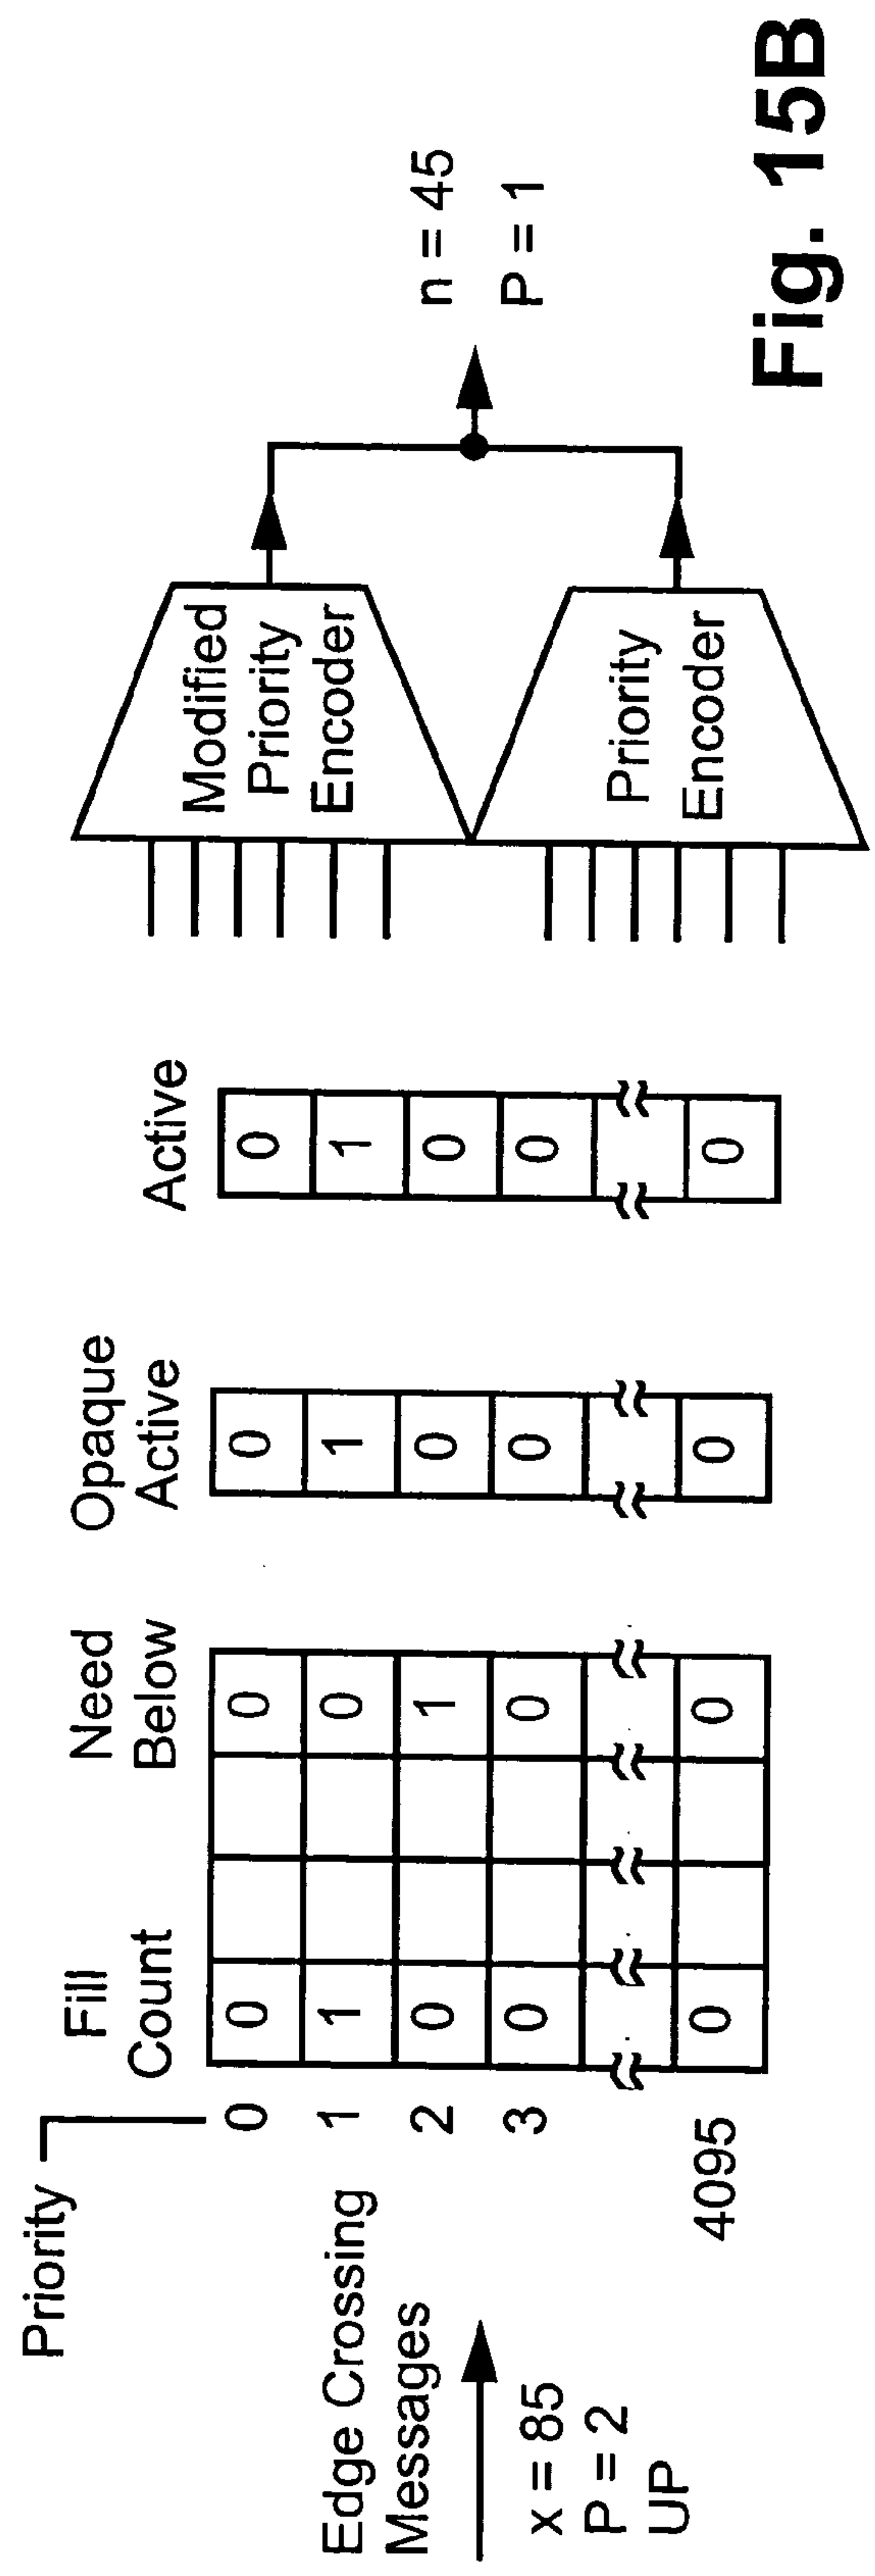 Priority
Edge Crossing
Messages
x = 85
P = 2
UP
0
1
2
3
4095
Fill
Count
0
1
0
0
0
Need
Below
0
0
1
0
0
Opaque
Active
0
1
0
0
0
Active
0
1
0
0
0
Modified
Priority
Encoder
Priority
Encoder
n = 45
P = 1
Fig. 15B